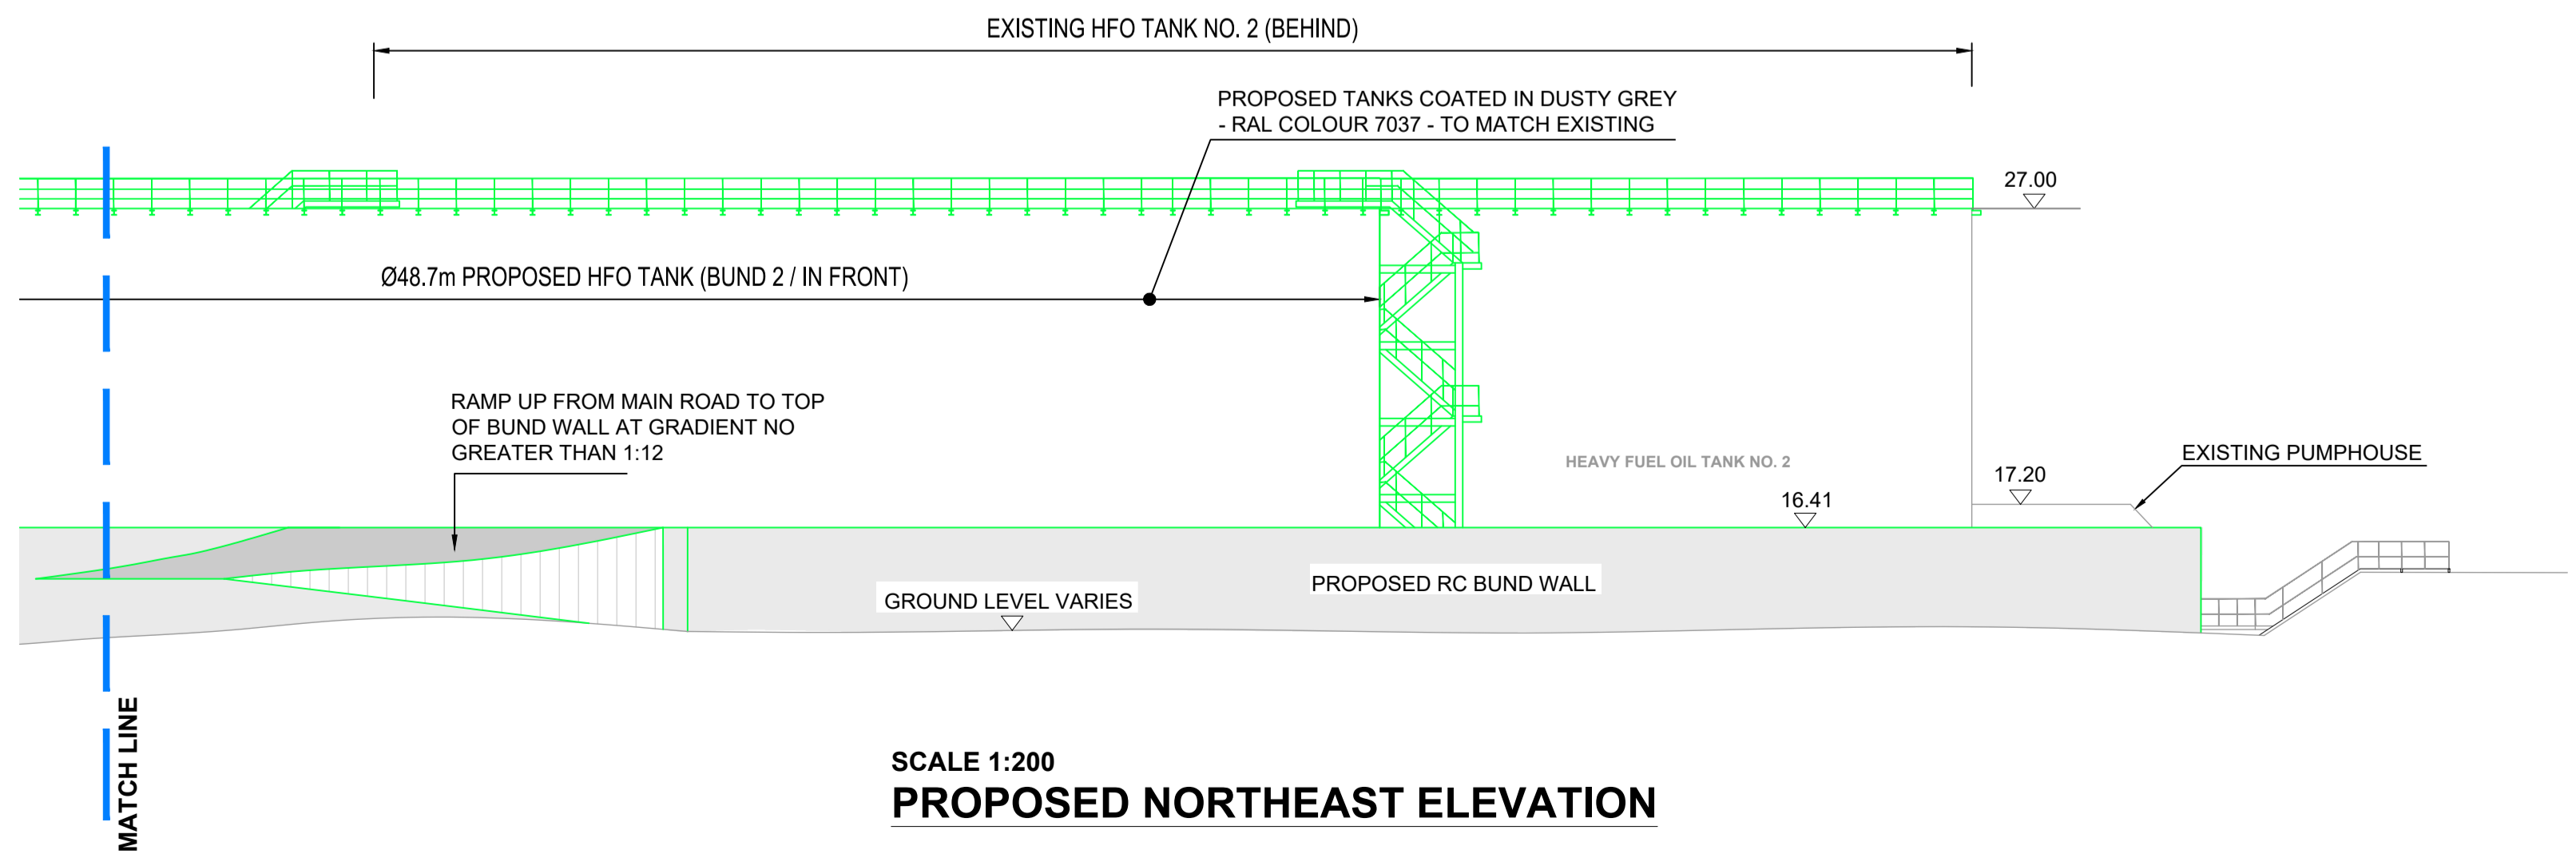 EXISTING HFO TANK NO. 2 (BEHIND)
PROPOSED TANKS COATED IN DUSTY GREY
- RAL COLOUR 7037 - TO MATCH EXISTING
27.00
Ø48.7m PROPOSED HFO TANK (BUND 2 / IN FRONT)
RAMP UP FROM MAIN ROAD TO TOP
OF BUND WALL AT GRADIENT NO
GREATER THAN 1:12
HEAVY FUEL OIL TANK NO. 2
EXISTING PUMPHOUSE
17.20
16.41
PROPOSED RC BUND WALL
GROUND LEVEL VARIES
MATCH LINE
SCALE 1:200
PROPOSED NORTHEAST ELEVATION